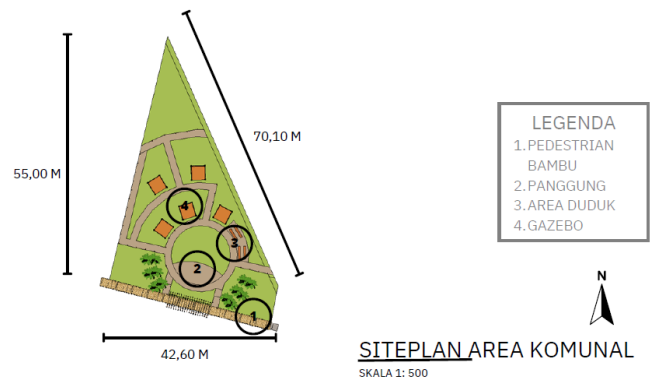 55,00 M
70,10 M
42,60 M
4
3
2
1
LEGENDA
1.PEDESTRIAN
BAMBU
2.PANGGUNG
3.AREA DUDUK
4.GAZEBO
N
SITEPLAN AREA KOMUNAL
SKALA 1: 500